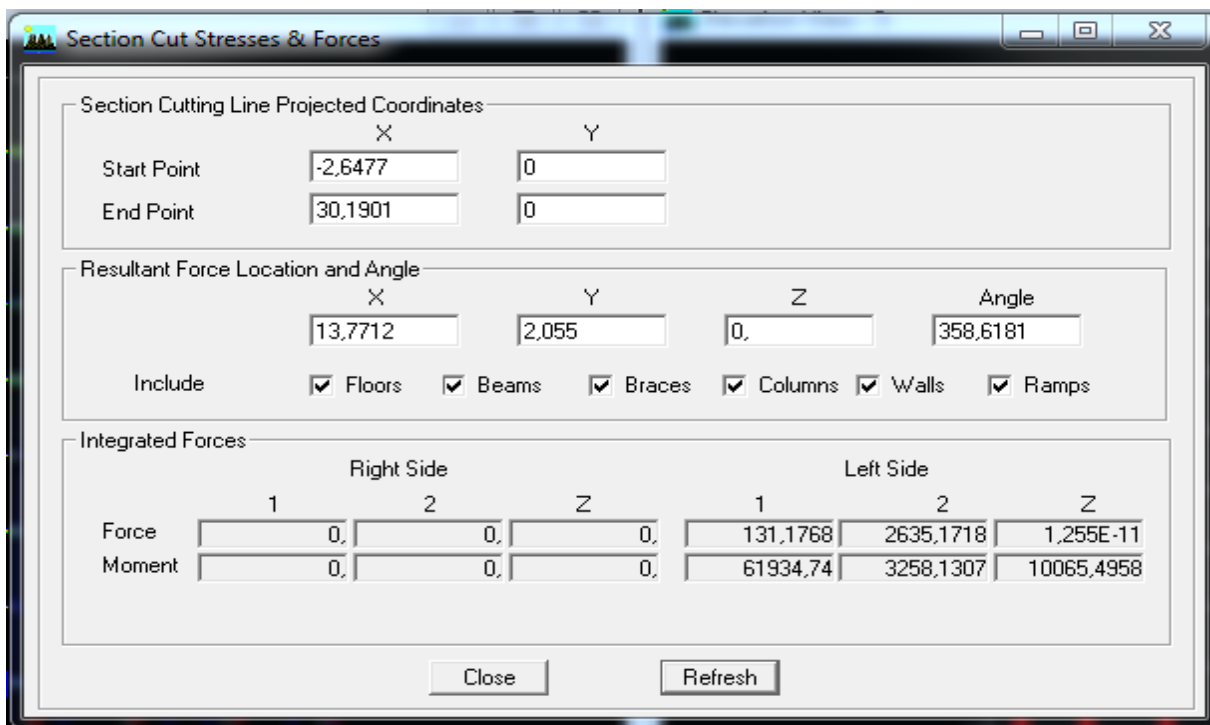 Section Cut Stresses & Forces
Section Cutting Line Projected Coordinates
X Y
Start Point -2,6477 0
End Point 30,1901 0
Resultant Force Location and Angle
X Y Z Angle
13,7712 2,055 0, 358,6181
Include Floors Beams Braces Columns Walls Ramps
Integrated Forces
Right Side Left Side
1 2 Z 1 2 Z
Force 0, 0, 0, 131,1768 2635,1718 1,255E-11
Moment 0, 0, 0, 61934,74 3258,1307 10065,4958
Close Refresh